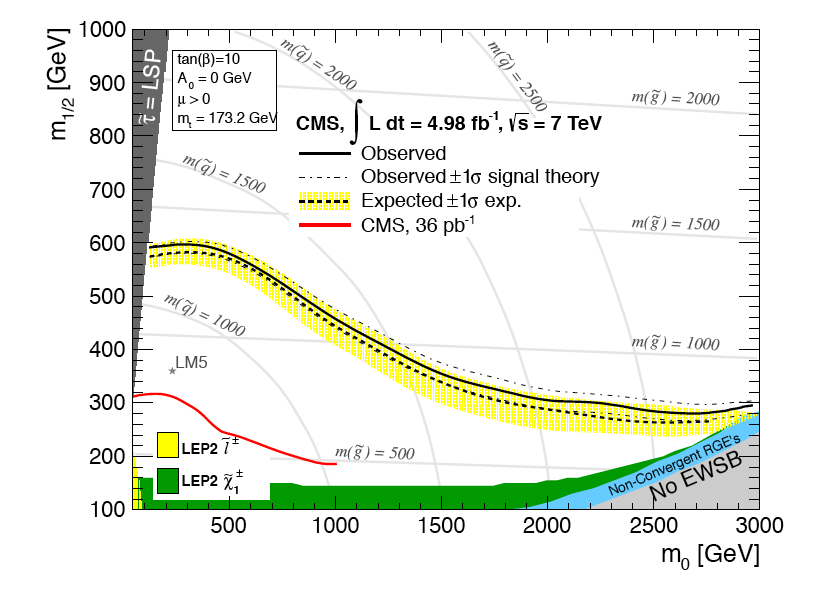 m1/2 [GeV]
1000
900
800
700
600
500
400
300
200
100
τ̃ = LSP
tan(β)=10
A0 = 0 GeV
μ > 0
mt = 173.2 GeV
m(q̃) = 2000
m(q̃) = 2500
m(g̃) = 2000
CMS, ∫ L dt = 4.98 fb-1, √s = 7 TeV
Observed
Observed ±1σ signal theory
Expected ±1σ exp.
CMS, 36 pb-1
m(q̃) = 1500
m(g̃) = 1500
m(q̃) = 1000
m(g̃) = 1000
LM5
m(g̃) = 500
LEP2 l̃±
LEP2 χ̃1±
Non-Convergent RGE's
No EWSB
500
1000
1500
2000
2500
3000
m0 [GeV]